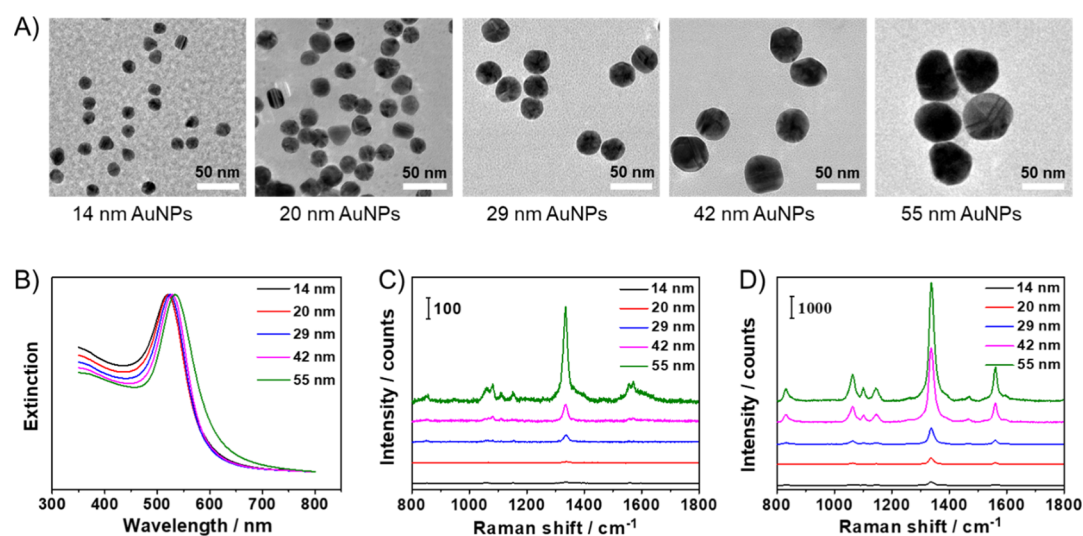 A)
50 nm
50 nm
50 nm
50 nm
50 nm
14 nm AuNPs
20 nm AuNPs
29 nm AuNPs
42 nm AuNPs
55 nm AuNPs
B)
14 nm
20 nm
29 nm
42 nm
55 nm
Extinction
300 400 500 600 700 800
Wavelength / nm
C)
100
14 nm
20 nm
29 nm
42 nm
55 nm
Intensity / counts
800 1000 1200 1400 1600 1800
Raman shift / cm-1
D)
1000
14 nm
20 nm
29 nm
42 nm
55 nm
Intensity / counts
800 1000 1200 1400 1600 1800
Raman shift / cm-1